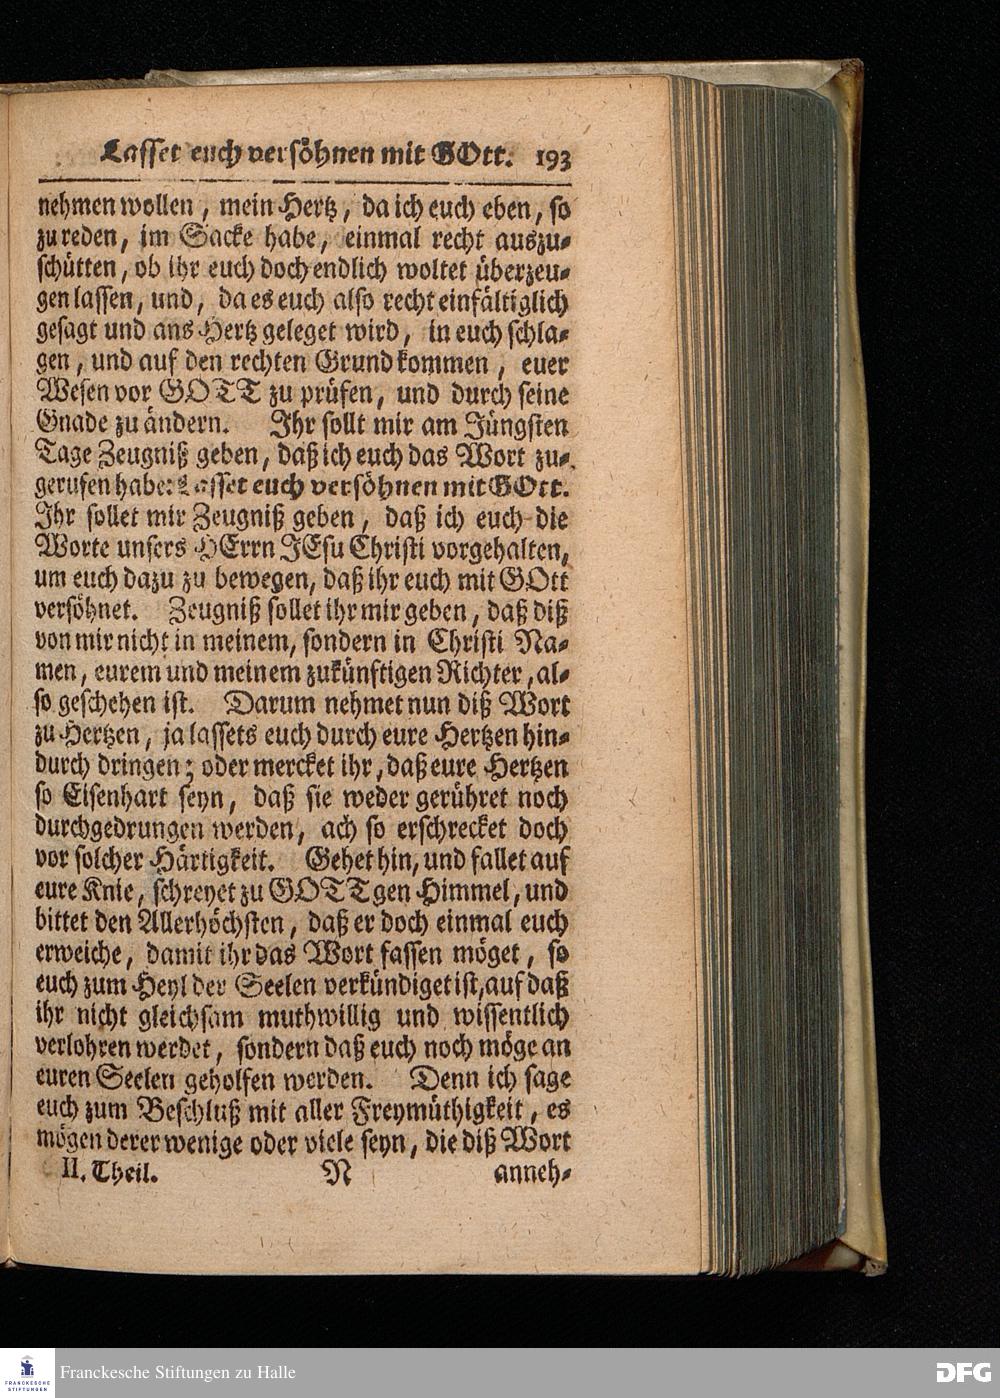 Lasset euch versöhnen mit GOtt. 193
nehmen wollen, mein Hertz, da ich euch eben, so
zu reden, im Sacke habe, einmal recht auszu-
schütten, ob ihr euch doch endlich woltet überzeu-
gen lassen, und, da es euch also recht einfältiglich
gesagt und ans Hertz geleget wird, in euch schla-
gen, und auf den rechten Grund kommen, euer
Wesen vor GOTT zu prüfen, und durch seine
Gnade zu ändern. Ihr sollt mir am Jüngsten
Tage Zeugniß geben, daß ich euch das Wort zu-
gerufen habe: Lasset euch versöhnen mit GOtt.
Ihr sollet mir Zeugniß geben, daß ich euch die
Worte unsers HErrn JEsu Christi vorgehalten,
um euch dazu zu bewegen, daß ihr euch mit GOtt
versöhnet. Zeugniß sollet ihr mir geben, daß diß
von mir nicht in meinem, sondern in Christi Na-
men, eurem und meinem zukünftigen Richter, al-
so geschehen ist. Darum nehmet nun diß Wort
zu Hertzen, ja lassets euch durch eure Hertzen hin-
durch dringen; oder mercket ihr, daß eure Hertzen
so Eisenhart seyn, daß sie weder gerühret noch
durchgedrungen werden, ach so erschrecket doch
vor solcher Härtigkeit. Gehet hin, und fallet auf
eure Knie, schreyet zu GOTT gen Himmel, und
bittet den Allerhöchsten, daß er doch einmal euch
erweiche, damit ihr das Wort fassen möget, so
euch zum Heyl der Seelen verkündiget ist, auf daß
ihr nicht gleichsam muthwillig und wissentlich
verlohren werdet, sondern daß euch noch möge an
euren Seelen geholfen werden. Denn ich sage
euch zum Beschluß mit aller Freymüthigkeit, es
mögen derer wenige oder viele seyn, die diß Wort
II. Theil. N anneh-
FRANCKESCHE STIFTUNGEN
Franckesche Stiftungen zu Halle
DFG